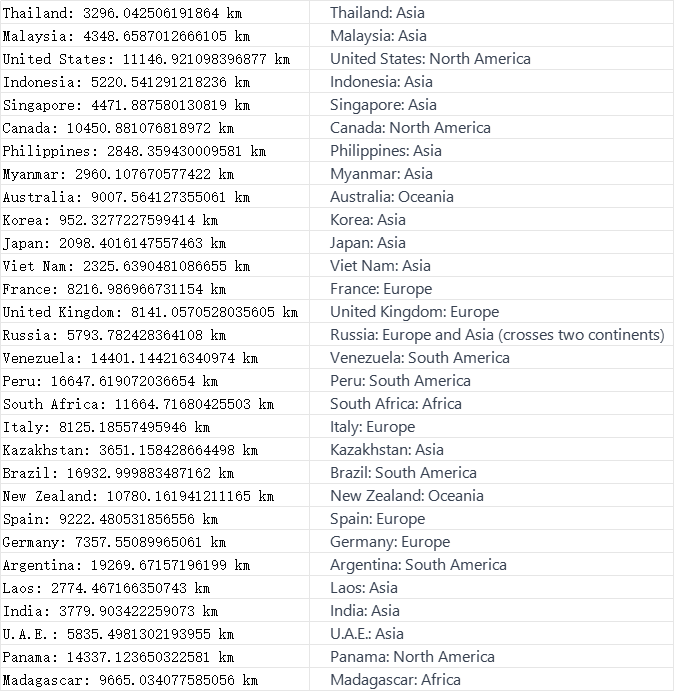 Thailand: 3296.042506191864 km Thailand: Asia
Malaysia: 4348.6587012666105 km Malaysia: Asia
United States: 11146.921098396877 km United States: North America
Indonesia: 5220.541291218236 km Indonesia: Asia
Singapore: 4471.887580130819 km Singapore: Asia
Canada: 10450.881076818972 km Canada: North America
Philippines: 2848.359430009581 km Philippines: Asia
Myanmar: 2960.107670577422 km Myanmar: Asia
Australia: 9007.564127355061 km Australia: Oceania
Korea: 952.3277227599414 km Korea: Asia
Japan: 2098.4016147557463 km Japan: Asia
Viet Nam: 2325.6390481086655 km Viet Nam: Asia
France: 8216.986966731154 km France: Europe
United Kingdom: 8141.0570528035605 km United Kingdom: Europe
Russia: 5793.782428364108 km Russia: Europe and Asia (crosses two continents)
Venezuela: 14401.144216340974 km Venezuela: South America
Peru: 16647.619072036654 km Peru: South America
South Africa: 11664.71680425503 km South Africa: Africa
Italy: 8125.18557495946 km Italy: Europe
Kazakhstan: 3651.158428664498 km Kazakhstan: Asia
Brazil: 16932.999883487162 km Brazil: South America
New Zealand: 10780.161941211165 km New Zealand: Oceania
Spain: 9222.480531856556 km Spain: Europe
Germany: 7357.55089965061 km Germany: Europe
Argentina: 19269.67157196199 km Argentina: South America
Laos: 2774.467166350743 km Laos: Asia
India: 3779.903422259073 km India: Asia
U.A.E.: 5835.4981302193955 km U.A.E.: Asia
Panama: 14337.123650322581 km Panama: North America
Madagascar: 9665.034077585056 km Madagascar: Africa